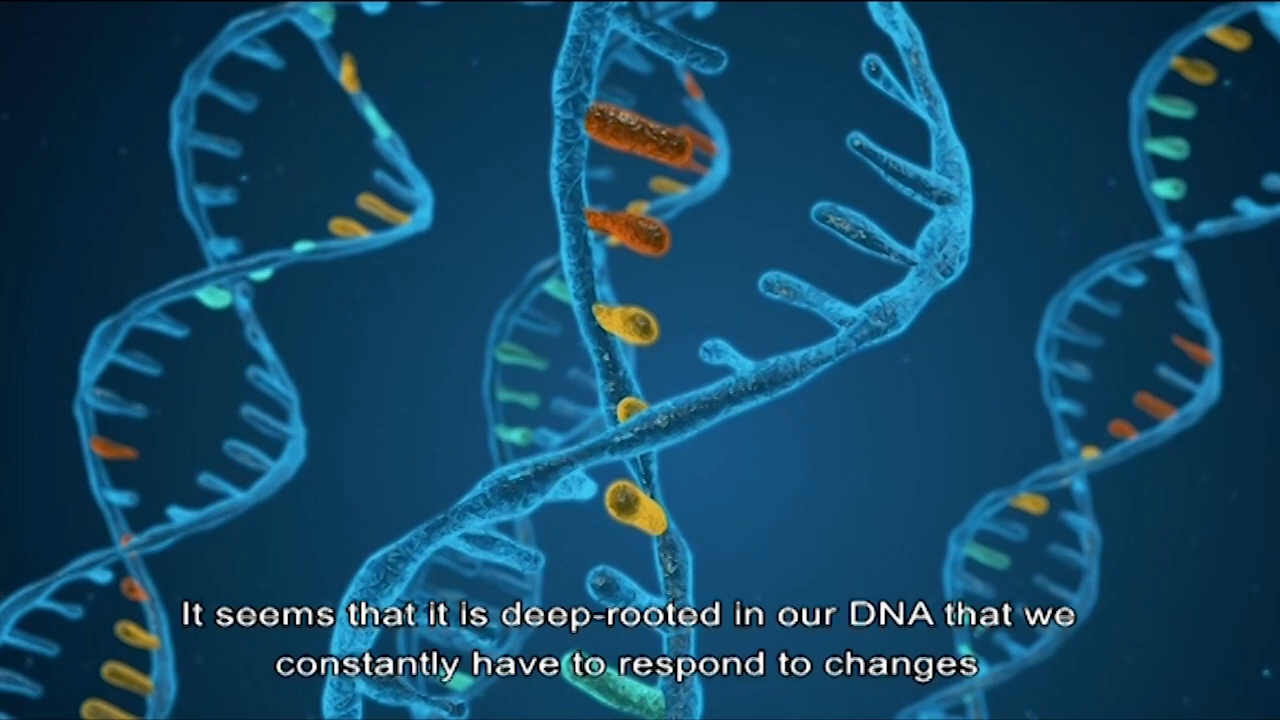 It seems that it is deep-rooted in our DNA that we
constantly have to respond to changes